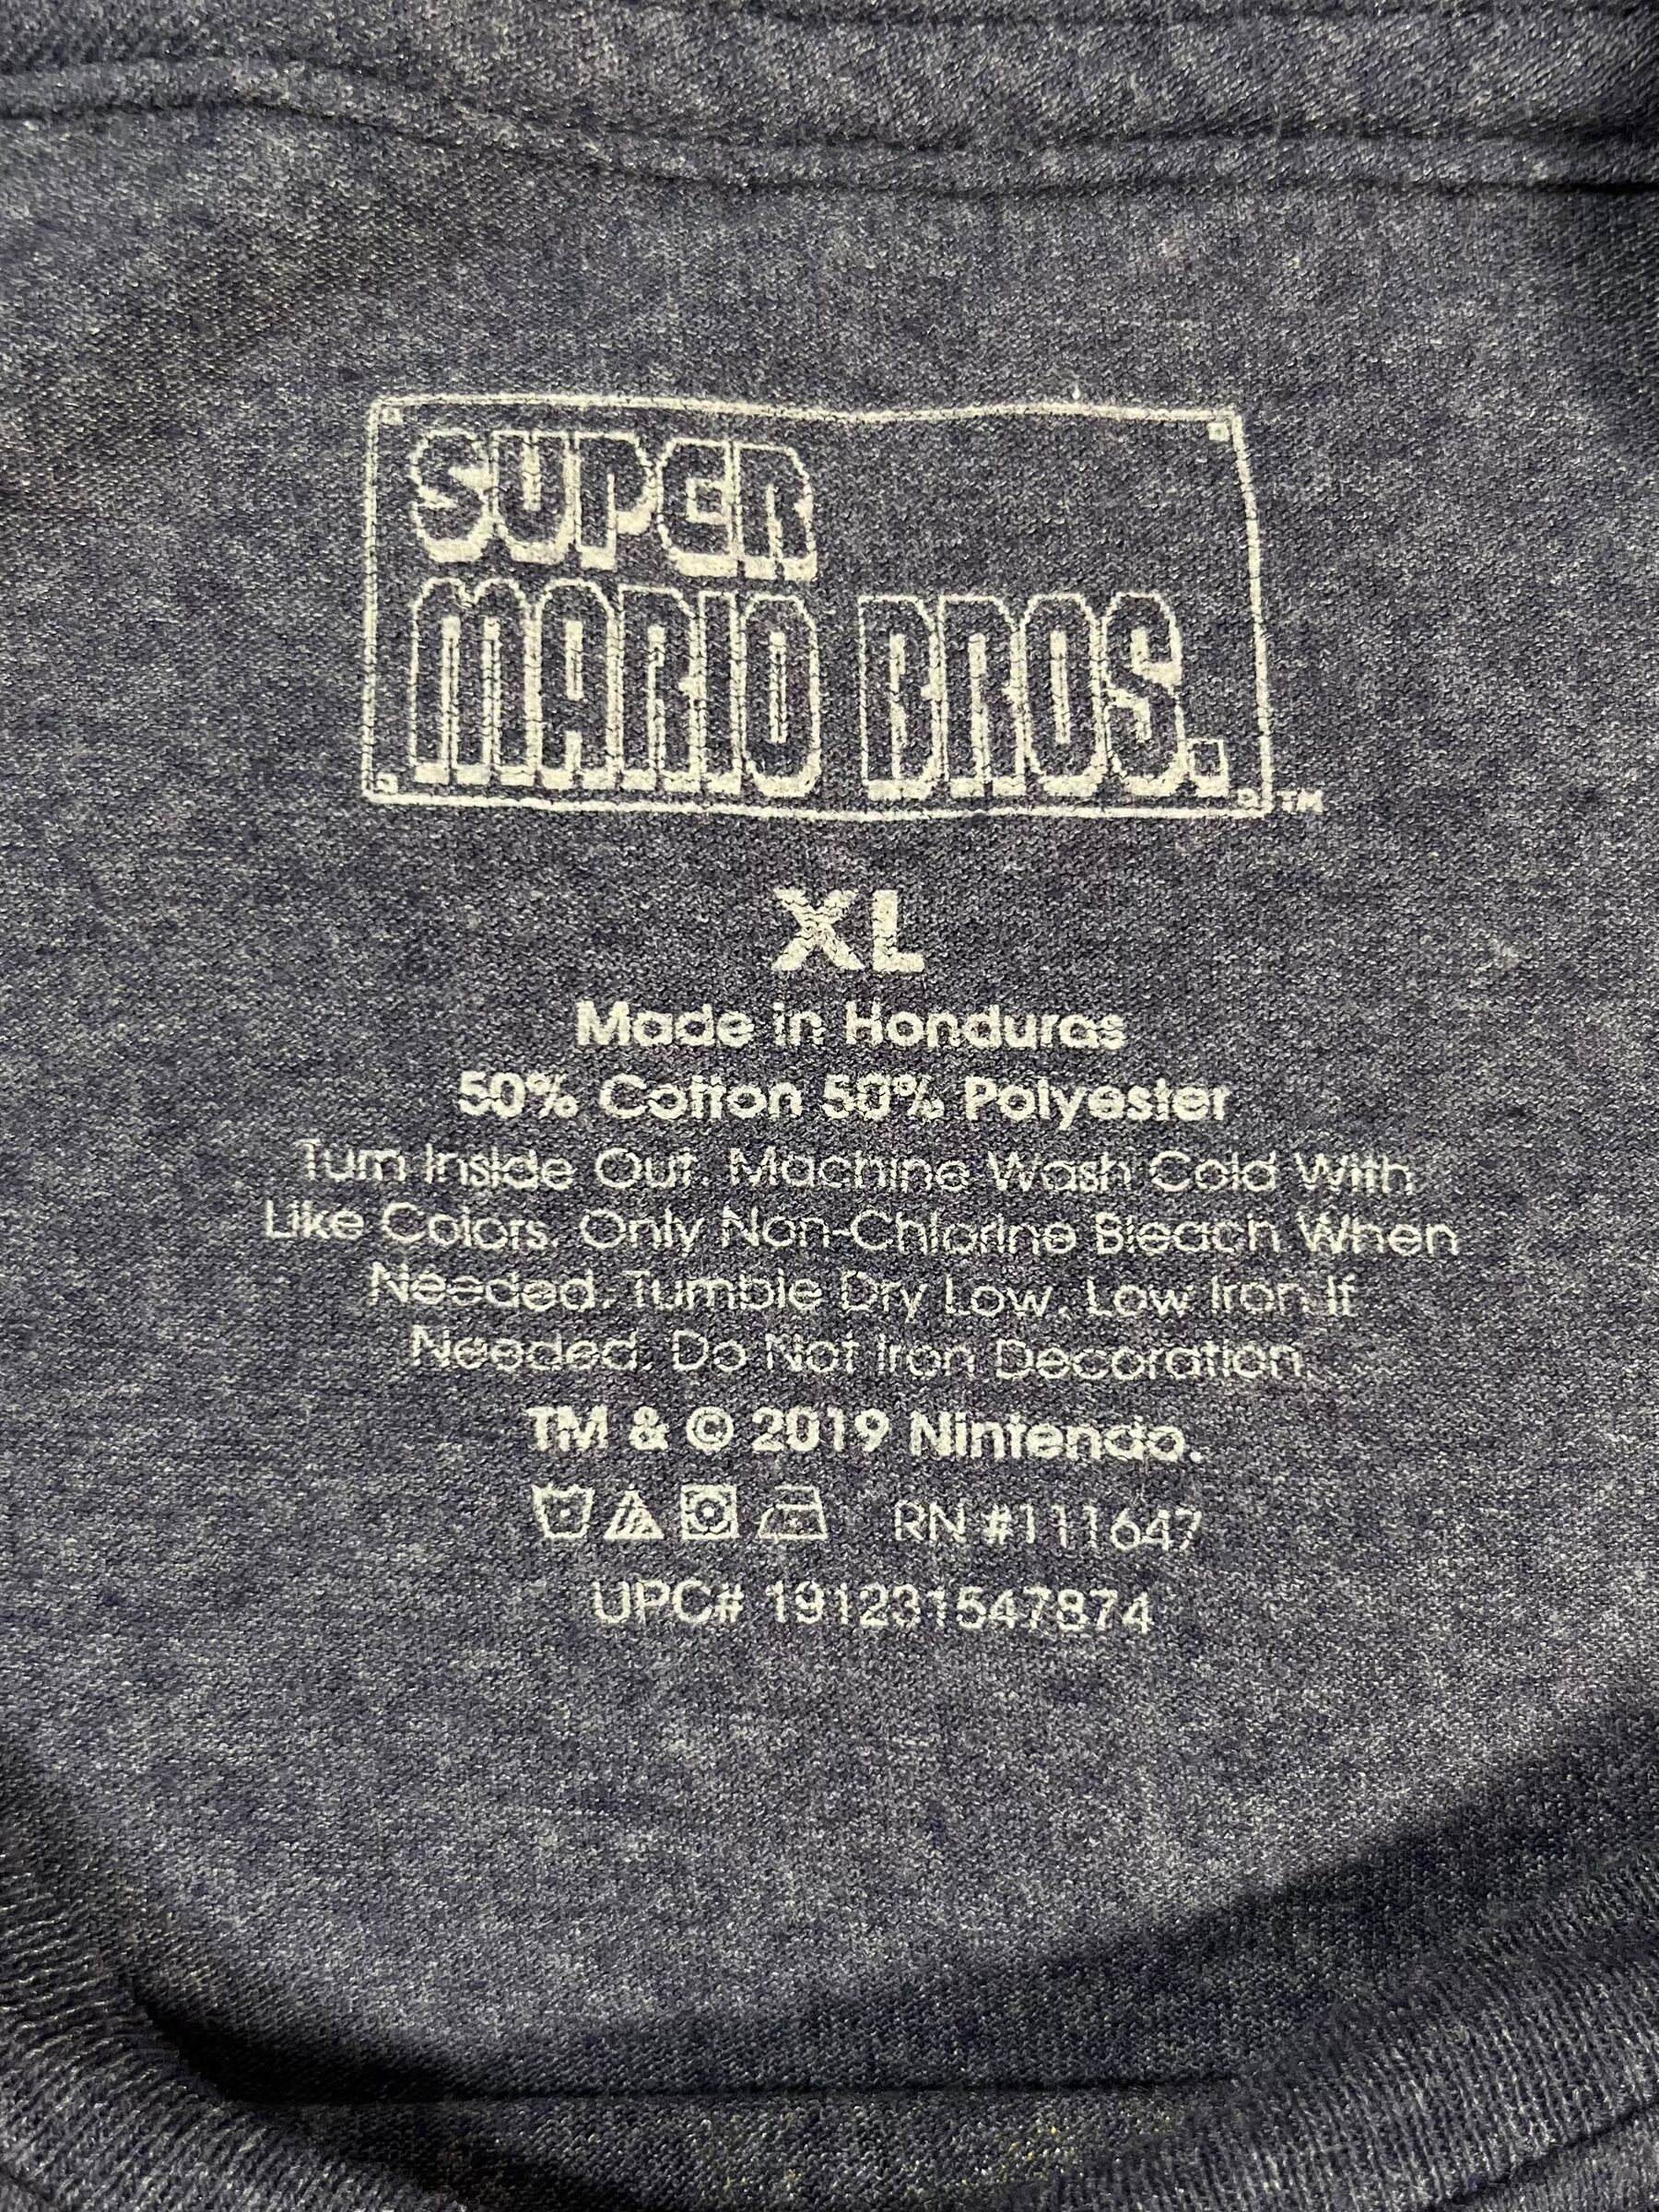 SUPER
MARIO BROS.
TM
XL
Made in Honduras
50% Cotton 50% Polyester
Turn Inside Out. Machine Wash Cold With
Like Colors. Only Non-Chlorine Bleach When
Needed. Tumble Dry Low. Low Iron If
Needed. Do Not Iron Decoration.
TM & © 2019 Nintendo.
RN #111647
UPC# 191231547874